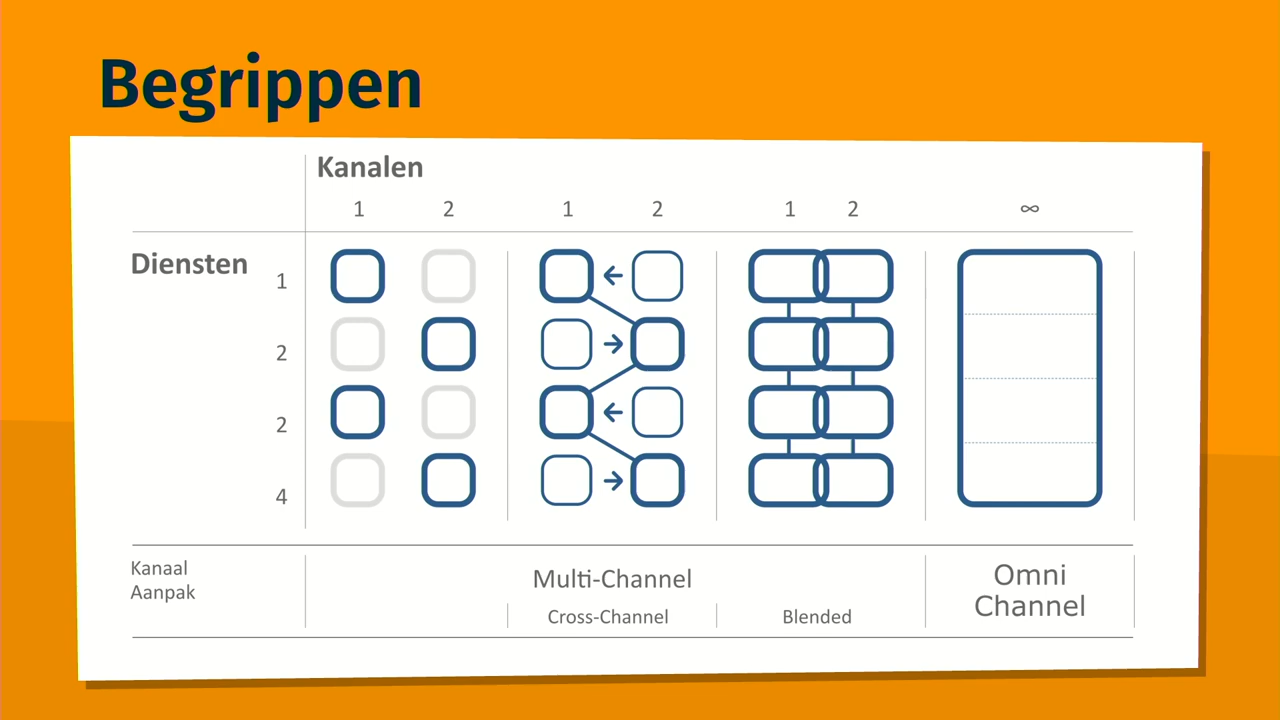 Begrippen
Kanalen
1 2 1 2 1 2 ∞
Diensten
1
2
2
4
Kanaal
Aanpak
Multi-Channel
Cross-Channel
Blended
Omni
Channel